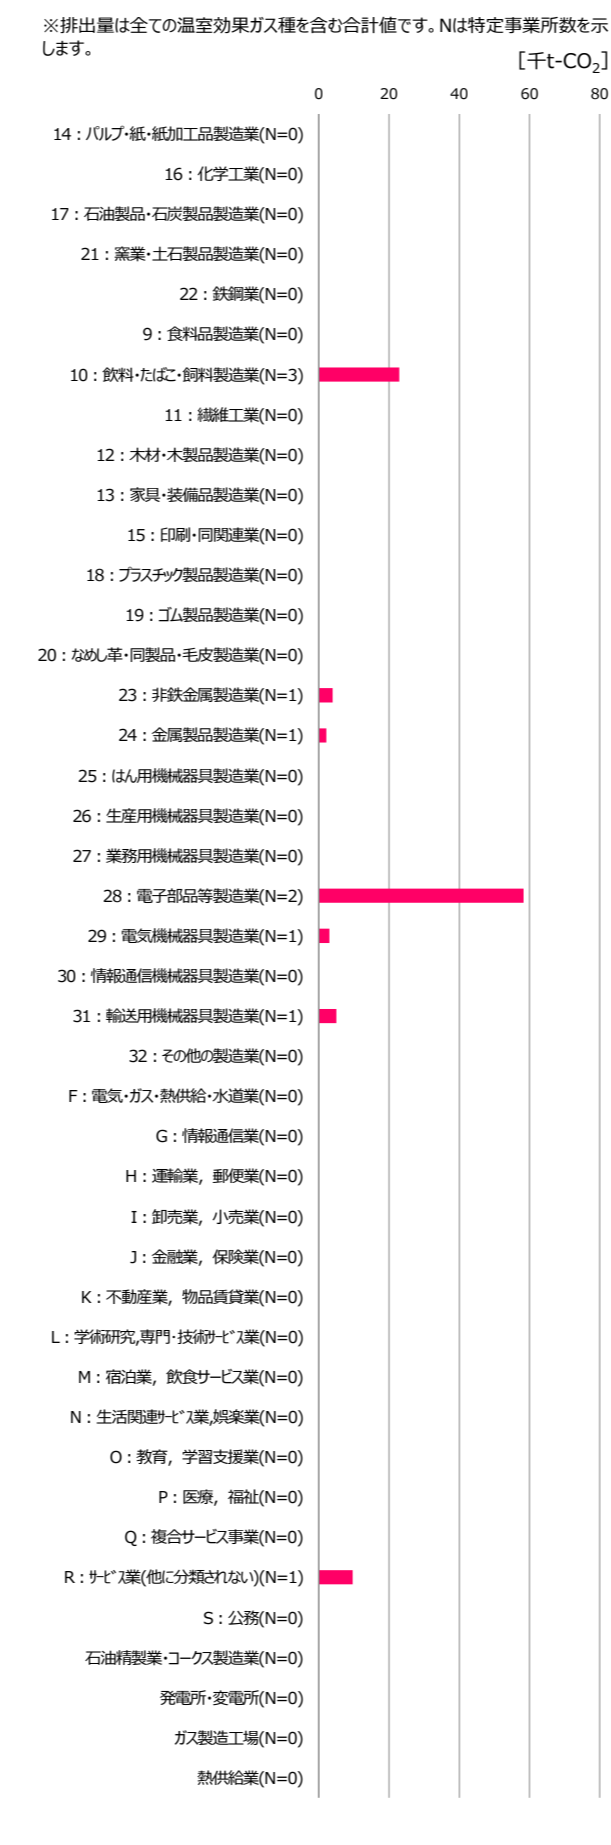 ※排出量は全ての温室効果ガス種を含む合計値です。Nは特定事業所数を示
します。
[千t-CO2]
0 20 40 60 80
14：パルプ・紙・紙加工品製造業(N=0)
16：化学工業(N=0)
17：石油製品・石炭製品製造業(N=0)
21：窯業・土石製品製造業(N=0)
22：鉄鋼業(N=0)
9：食料品製造業(N=0)
10：飲料・たばこ・飼料製造業(N=3)
11：繊維工業(N=0)
12：木材・木製品製造業(N=0)
13：家具・装備品製造業(N=0)
15：印刷・同関連業(N=0)
18：プラスチック製品製造業(N=0)
19：ゴム製品製造業(N=0)
20：なめし革・同製品・毛皮製造業(N=0)
23：非鉄金属製造業(N=1)
24：金属製品製造業(N=1)
25：はん用機械器具製造業(N=0)
26：生産用機械器具製造業(N=0)
27：業務用機械器具製造業(N=0)
28：電子部品等製造業(N=2)
29：電気機械器具製造業(N=1)
30：情報通信機械器具製造業(N=0)
31：輸送用機械器具製造業(N=1)
32：その他の製造業(N=0)
F：電気・ガス・熱供給・水道業(N=0)
G：情報通信業(N=0)
H：運輸業，郵便業(N=0)
I：卸売業，小売業(N=0)
J：金融業，保険業(N=0)
K：不動産業，物品賃貸業(N=0)
L：学術研究,専門・技術ｻｰﾋﾞｽ業(N=0)
M：宿泊業，飲食サービス業(N=0)
N：生活関連ｻｰﾋﾞｽ業,娯楽業(N=0)
O：教育，学習支援業(N=0)
P：医療，福祉(N=0)
Q：複合サービス事業(N=0)
R：ｻｰﾋﾞｽ業(他に分類されない)(N=1)
S：公務(N=0)
石油精製業・コークス製造業(N=0)
発電所・変電所(N=0)
ガス製造工場(N=0)
熱供給業(N=0)